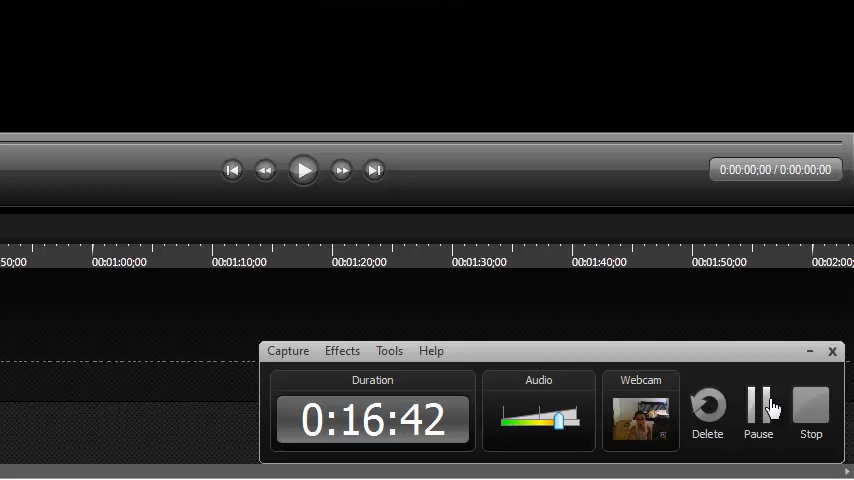 0:00:00;00 / 0:00:00;00
50;00 00:01:00;00 00:01:10;00 00:01:20;00 00:01:30;00 00:01:40;00 00:01:50;00 00:02:00;
Capture Effects Tools Help
Duration Audio Webcam
0:16:42
Delete Pause Stop